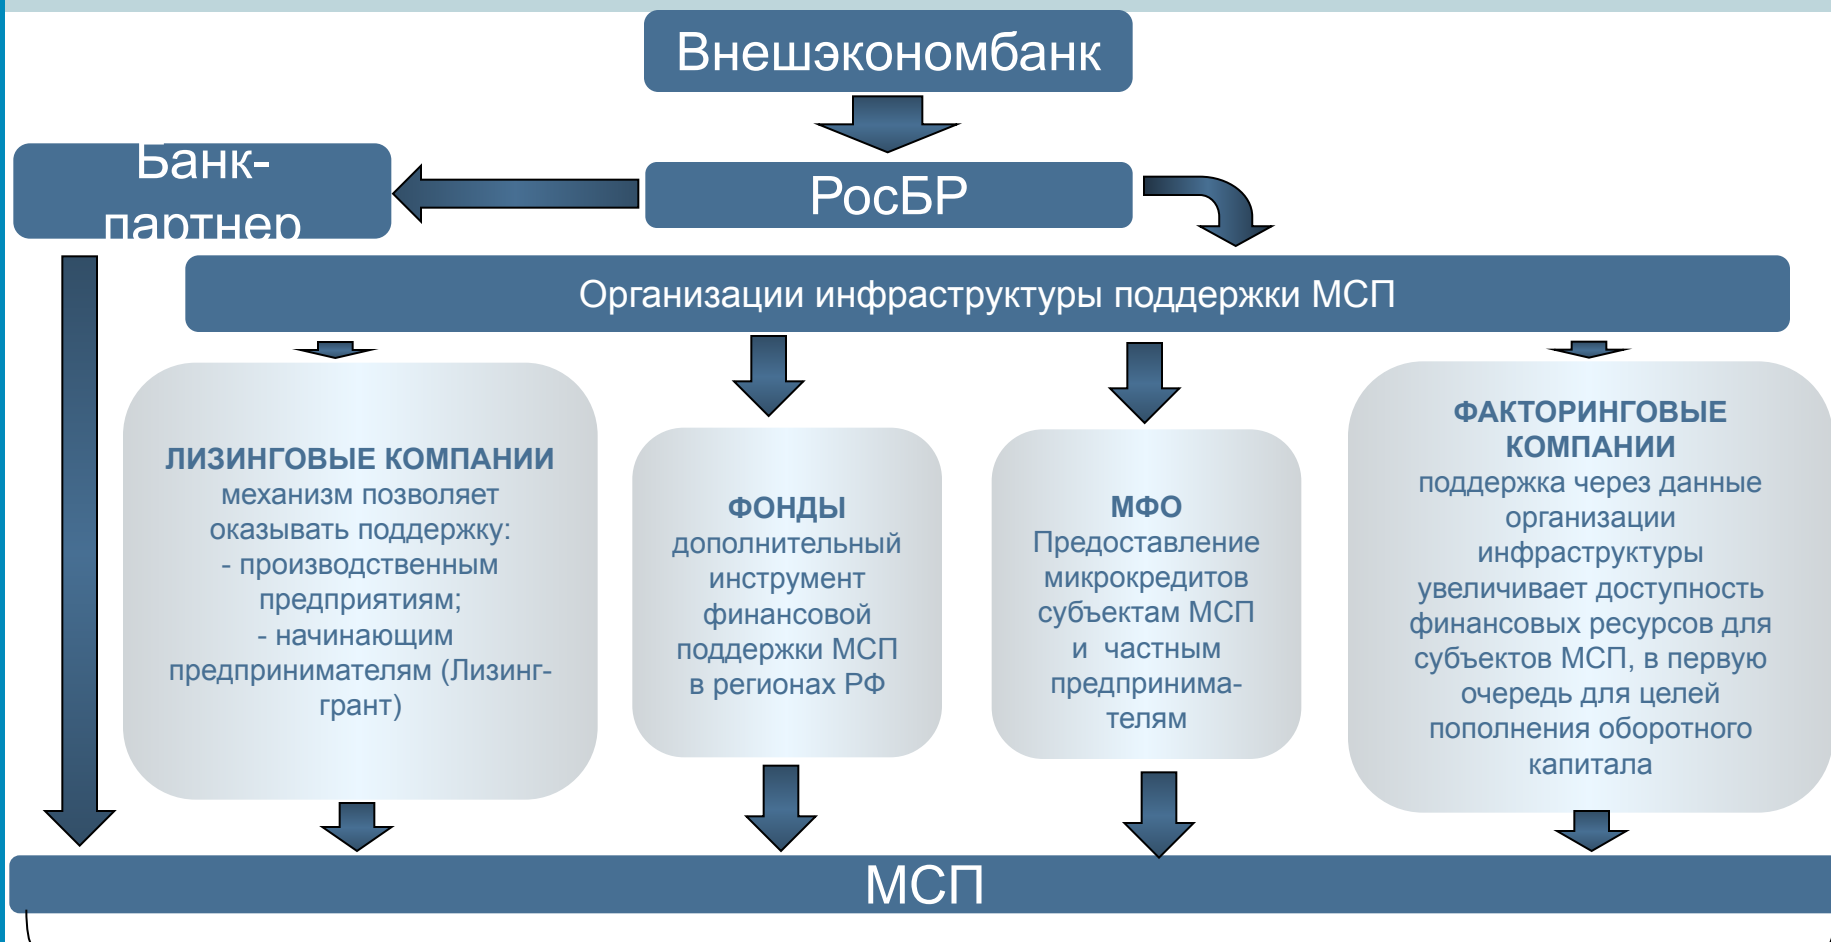 Внешэкономбанк
Банк-
партнер
РосБР
Организации инфраструктуры поддержки МСП
ЛИЗИНГОВЫЕ КОМПАНИИ
механизм позволяет
оказывать поддержку:
- производственным
предприятиям;
- начинающим
предпринимателям (Лизинг-
грант)
ФОНДЫ
дополнительный
инструмент
финансовой
поддержки МСП
в регионах РФ
МФО
Предоставление
микрокредитов
субъектам МСП
и частным
предпринима-
телям
ФАКТОРИНГОВЫЕ
КОМПАНИИ
поддержка через данные
организации
инфраструктуры
увеличивает доступность
финансовых ресурсов для
субъектов МСП, в первую
очередь для целей
пополнения оборотного
капитала
МСП